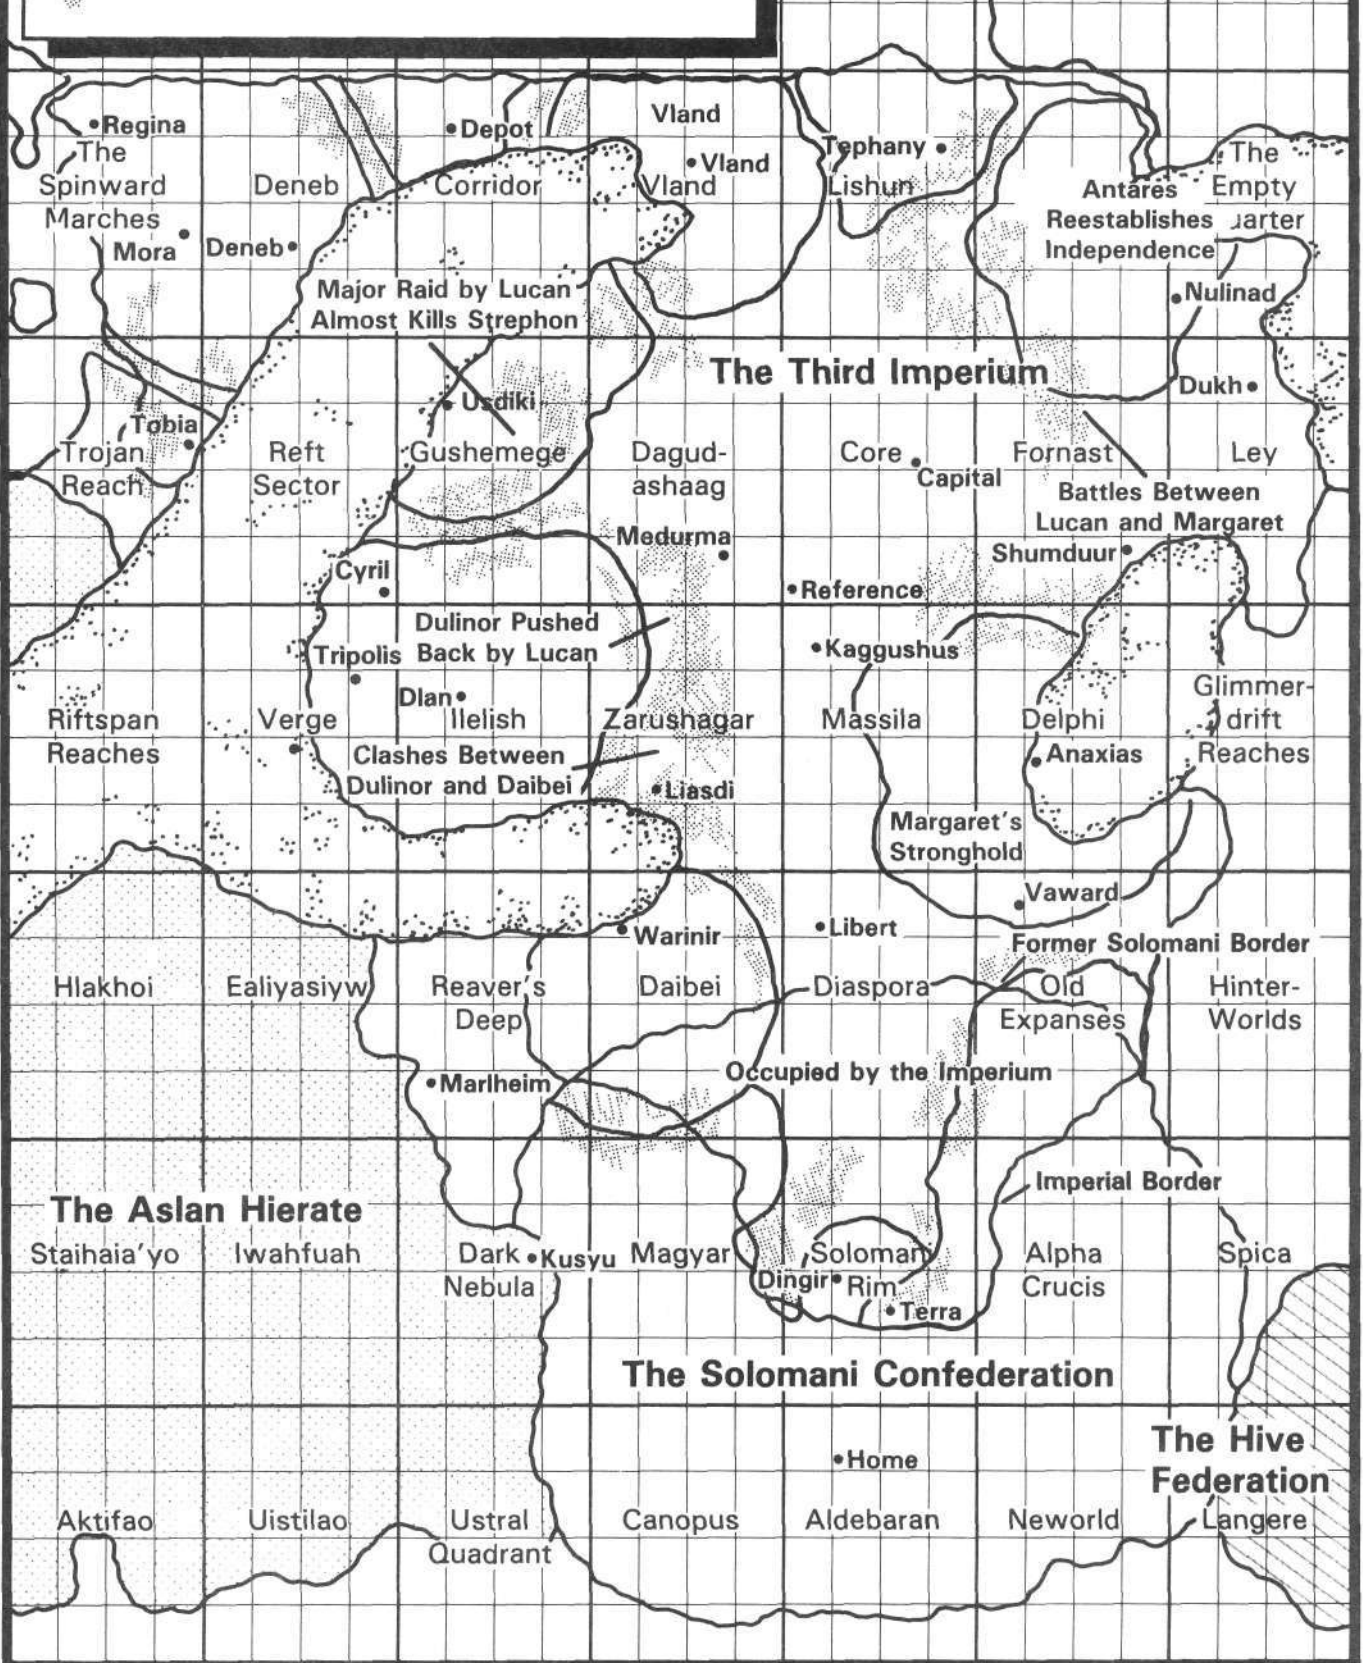 Vland
Regina
Depot
Tephany
The
Spinward
Marches
The
Empty
uarter
Vland
Deneb
Corridor
Vland
Lishun
Antares
Reestablishes
Independence
Mora
Deneb
Major Raid by Lucan
Almost Kills Strephon
Nulinad
The Third Imperium
Dukh
Usdiki
Tobia
Trojan
Reach
Reft
Sector
Gushemege
Dagud-
ashaag
Core
Capital
Fornast
Ley
Battles Between
Lucan and Margaret
Medurma
Shumduur
Cyril
Reference
Dulinor Pushed
Back by Lucan
Tripolis
Kaggushus
Dlan
Riftspan
Reaches
Verge
Ilelish
Zarushagar
Massila
Delphi
Glimmer-
drift
Reaches
Clashes Between
Dulinor and Daibei
Anaxias
Liasdi
Margaret's
Stronghold
Vaward
Warinir
Libert
Former Solomani Border
Hlakhoi
Ealiyasiyw
Reaver's
Deep
Daibei
Diaspora
Old
Expanses
Hinter-
Worlds
Occupied by the Imperium
Marlheim
Imperial Border
The Aslan Hierate
Staihaia'yo
Iwahfuah
Dark
Nebula
Kusyu
Magyar
Soloman
Rim
Dingir
Terra
Alpha
Crucis
Spica
The Solomani Confederation
The Hive
Federation
Home
Aktifao
Uistilao
Ustral
Quadrant
Canopus
Aldebaran
Neworld
Langere